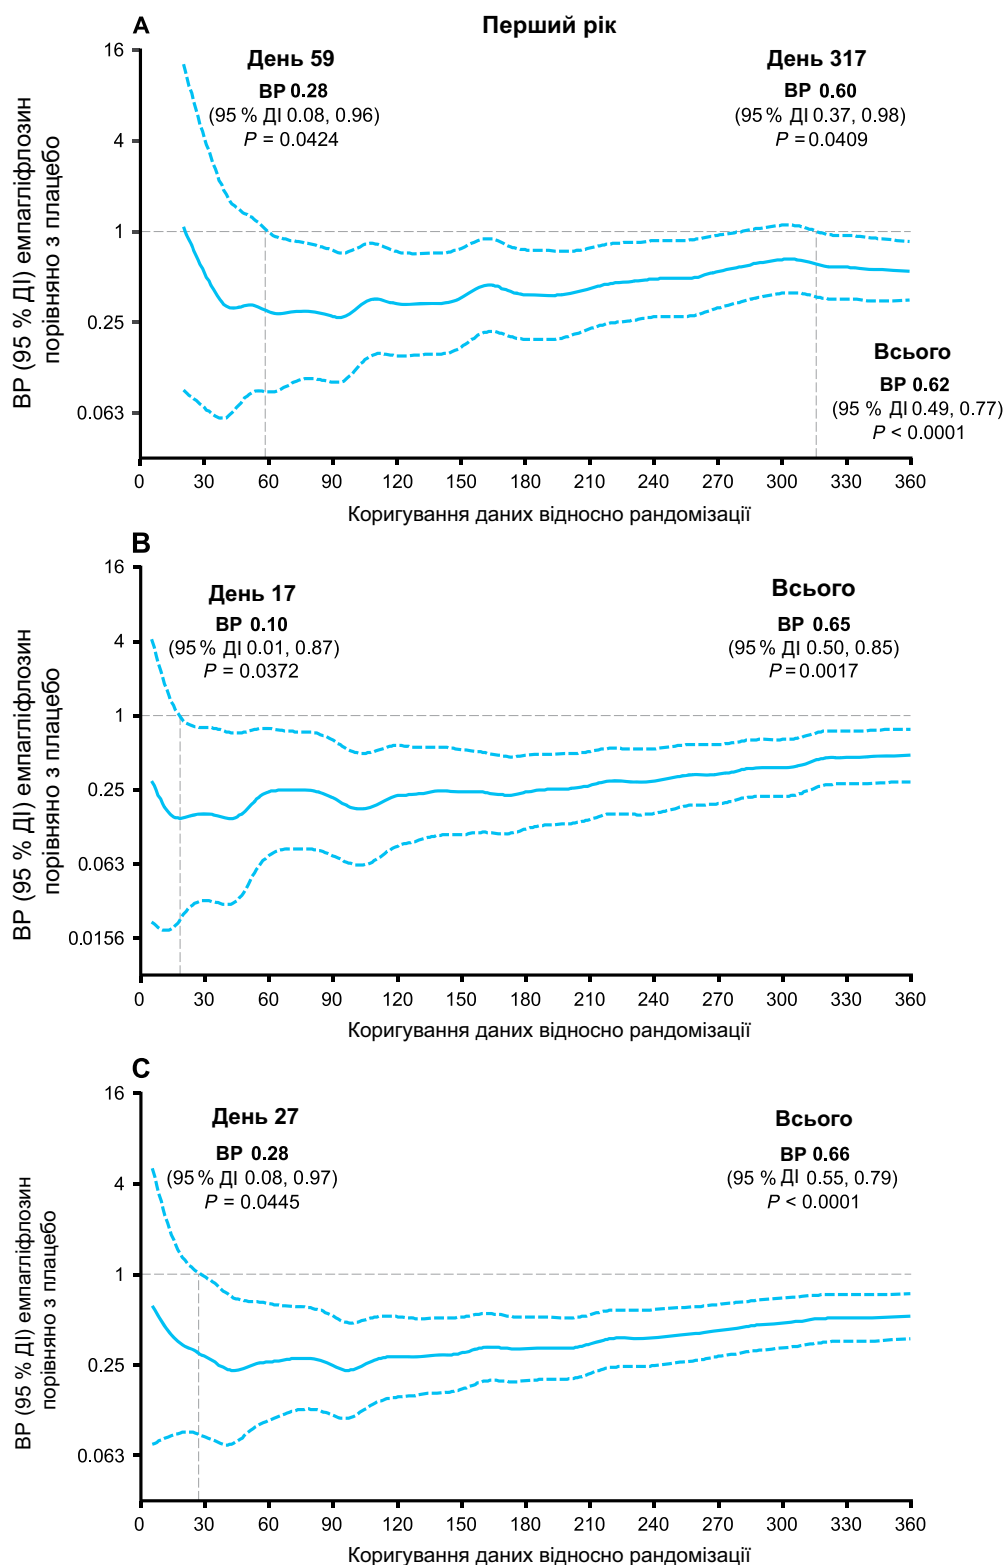 A
Перший рік
День 59
ВР 0.28
(95 % ДІ 0.08, 0.96)
P = 0.0424
День 317
ВР 0.60
(95 % ДІ 0.37, 0.98)
P = 0.0409
Всього
ВР 0.62
(95 % ДІ 0.49, 0.77)
P < 0.0001
ВР (95 % ДІ) емпагліфлозин
порівняно з плацебо
16
4
1
0.25
0.063
0 30 60 90 120 150 180 210 240 270 300 330 360
Коригування даних відносно рандомізації
B
День 17
ВР 0.10
(95 % ДІ 0.01, 0.87)
P = 0.0372
Всього
ВР 0.65
(95 % ДІ 0.50, 0.85)
P = 0.0017
ВР (95 % ДІ) емпагліфлозин
порівняно з плацебо
16
4
1
0.25
0.063
0.0156
0 30 60 90 120 150 180 210 240 270 300 330 360
Коригування даних відносно рандомізації
C
День 27
ВР 0.28
(95 % ДІ 0.08, 0.97)
P = 0.0445
Всього
ВР 0.66
(95 % ДІ 0.55, 0.79)
P < 0.0001
ВР (95 % ДІ) емпагліфлозин
порівняно з плацебо
16
4
1
0.25
0.063
0 30 60 90 120 150 180 210 240 270 300 330 360
Коригування даних відносно рандомізації